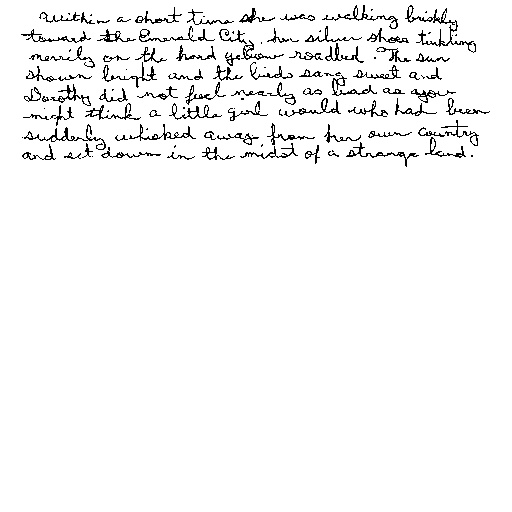 Within a short time she was walking briskly
toward the Emerald City, her silver shoes tinkling
merrily on the hard yellow roadbed. The sun
shown bright and the birds sang sweet and
Dorothy did not feel nearly as bad as you
might think a little girl would who had been
suddenly whisked away from her own country
and set down in the midst of a strange land.